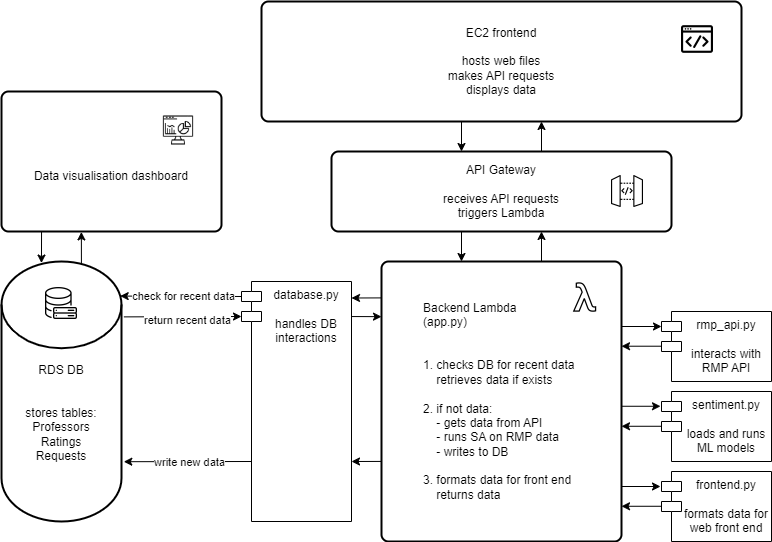 EC2 frontend
hosts web files
makes API requests
displays data
Data visualisation dashboard
API Gateway
receives API requests
triggers Lambda
check for recent data
return recent data
write new data
RDS DB
stores tables:
Professors
Ratings
Requests
database.py
handles DB
interactions
Backend Lambda
(app.py)
1. checks DB for recent data
retrieves data if exists
2. if not data:
- gets data from API
- runs SA on RMP data
- writes to DB
3. formats data for front end
returns data
rmp_api.py
interacts with
RMP API
sentiment.py
loads and runs
ML models
frontend.py
formats data for
web front end